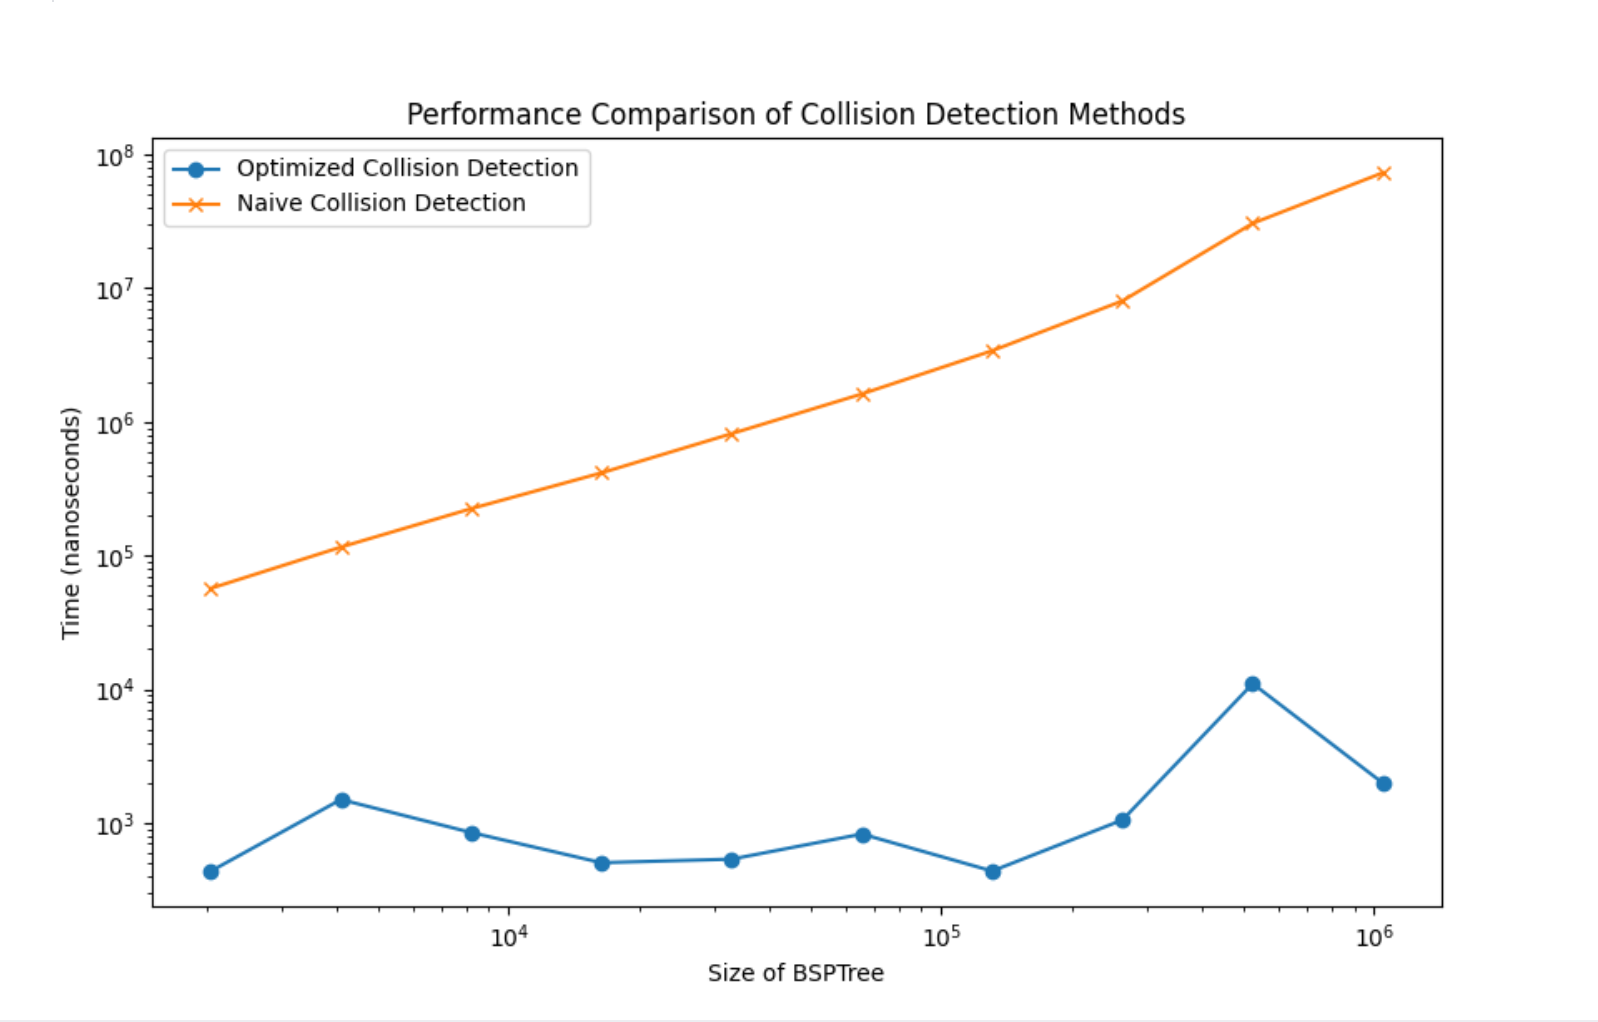 Performance Comparison of Collision Detection Methods
Optimized Collision Detection
Naive Collision Detection
10⁸
10⁷
10⁶
10⁵
10⁴
10³
Time (nanoseconds)
10⁴ 10⁵ 10⁶
Size of BSPTree